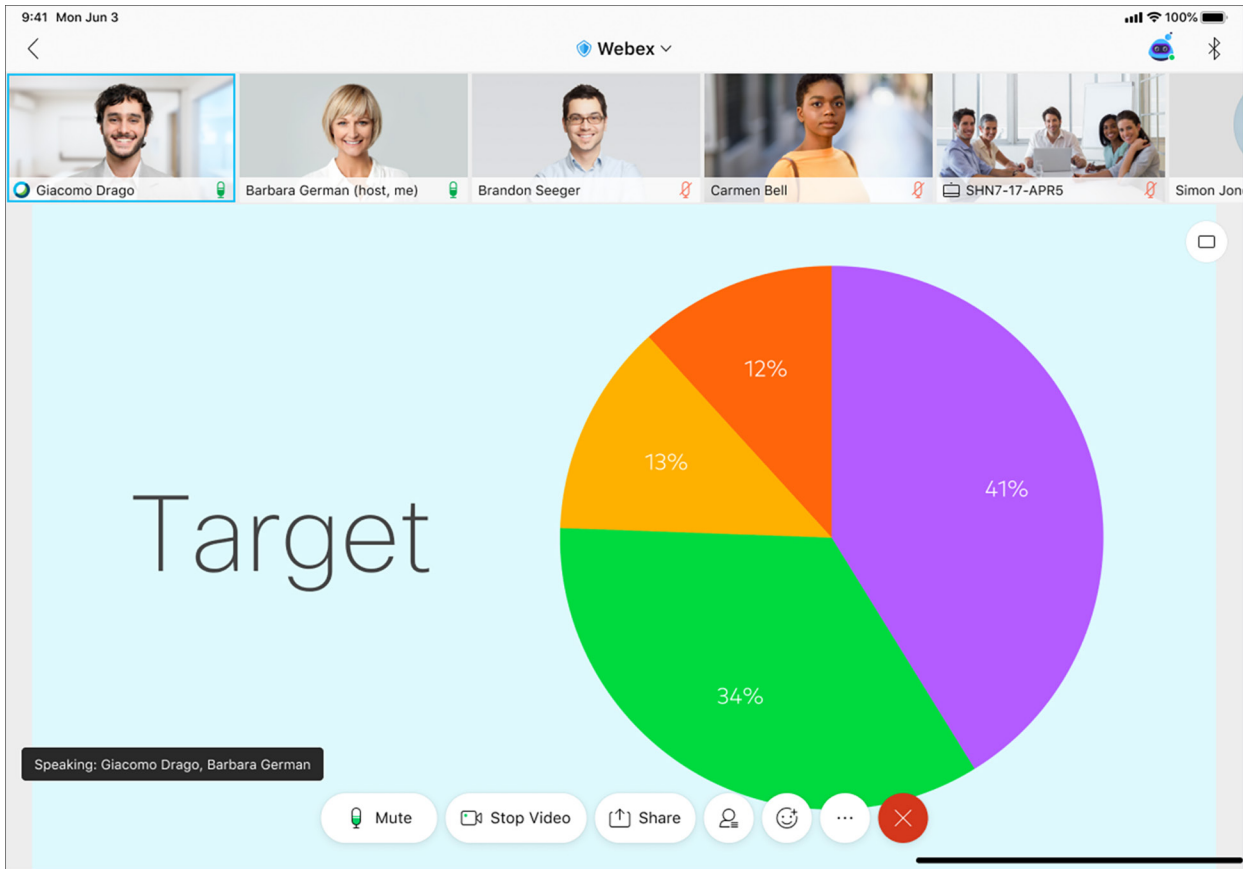 9:41 Mon Jun 3
100%
Webex
Giacomo Drago
Barbara German (host, me)
Brandon Seeger
Carmen Bell
SHN7-17-APR5
Simon Jon
12%
13%
41%
Target
34%
Speaking: Giacomo Drago, Barbara German
Mute
Stop Video
Share